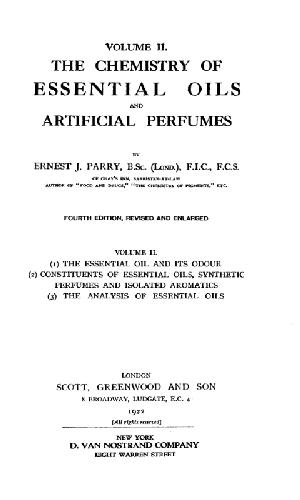 VOLUME II.
THE CHEMISTRY OF
ESSENTIAL OILS
AND
ARTIFICIAL PERFUMES
BY
ERNEST J. PARRY, B.Sc. (LOND.), F.I.C., F.C.S.
OF GRAY'S INN, BARRISTER-AT-LAW
AUTHOR OF "FOOD AND DRUGS," "THE CHEMISTRY OF PIGMENTS," ETC.
FOURTH EDITION, REVISED AND ENLARGED
VOLUME II.
(1) THE ESSENTIAL OIL AND ITS ODOUR
(2) CONSTITUENTS OF ESSENTIAL OILS, SYNTHETIC
PERFUMES AND ISOLATED AROMATICS
(3) THE ANALYSIS OF ESSENTIAL OILS
LONDON
SCOTT, GREENWOOD AND SON
8 BROADWAY, LUDGATE, E.C. 4
1922
[All rights reserved]
NEW YORK
D. VAN NOSTRAND COMPANY
EIGHT WARREN STREET